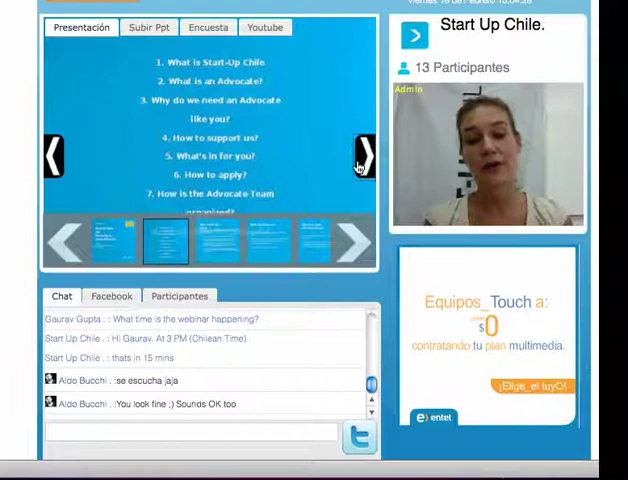 Viernes 18 de Febrero 15:04:28
Presentación
Subir Ppt
Encuesta
Youtube
1. What is Start-Up Chile
2. What is an Advocate?
3. Why do we need an Advocate
like you?
4. How to support us?
5. What's in for you?
6. How to apply?
7. How is the Advocate Team
organized?
Start Up Chile.
13 Participantes
Admin
Chat
Facebook
Participantes
Gaurav Gupta . : What time is the webinar happening?
Start Up Chile . : Hi Gaurav. At 3 PM (Chilean Time)
Start Up Chile . : thats in 15 mins
Aldo Bucchi . :se escucha jaja
Aldo Bucchi . :You look fine ;) Sounds OK too
Equipos_Touch a:
$0
contratando tu plan multimedia.
¡Elige_el tuyO!
entel